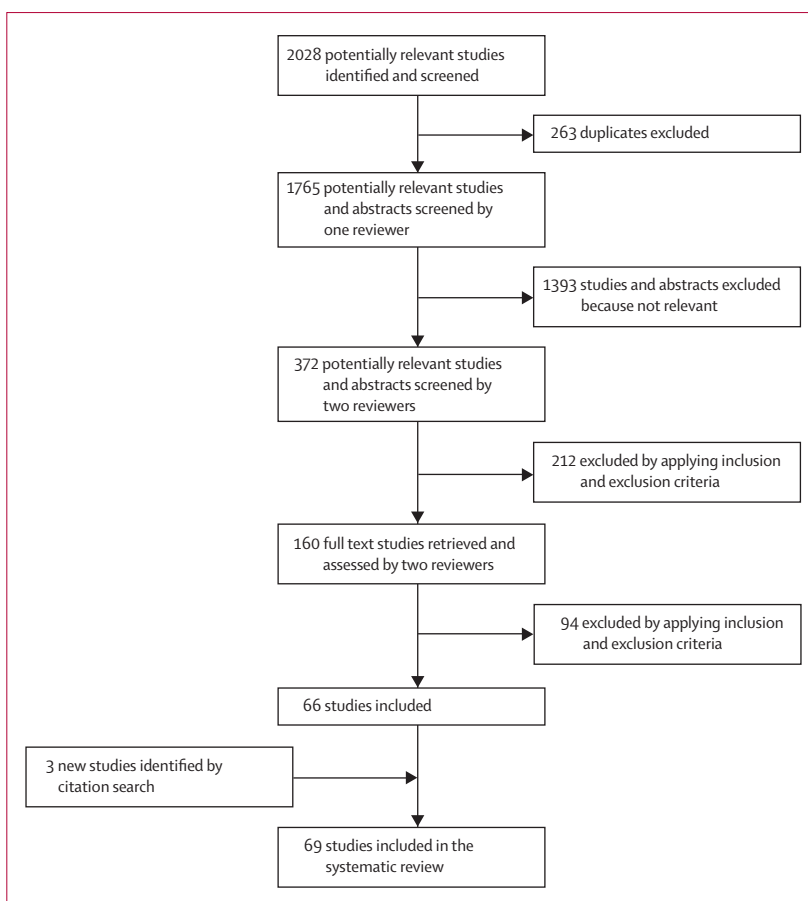 2028 potentially relevant studies
identified and screened
263 duplicates excluded
1765 potentially relevant studies
and abstracts screened by
one reviewer
1393 studies and abstracts excluded
because not relevant
372 potentially relevant studies
and abstracts screened by
two reviewers
212 excluded by applying inclusion
and exclusion criteria
160 full text studies retrieved and
assessed by two reviewers
94 excluded by applying inclusion
and exclusion criteria
66 studies included
3 new studies identified by
citation search
69 studies included in the
systematic review